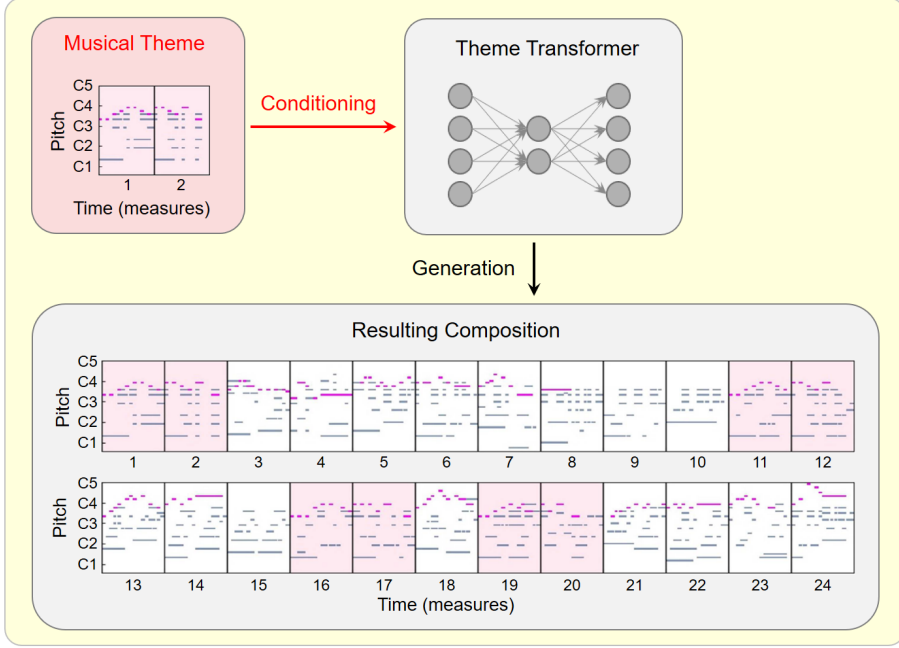 Musical Theme
C5
C4
C3
C2
C1
Pitch
1 2
Time (measures)
Conditioning
Theme Transformer
Generation
Resulting Composition
C5
C4
C3
C2
C1
Pitch
1 2 3 4 5 6 7 8 9 10 11 12
C5
C4
C3
C2
C1
Pitch
13 14 15 16 17 18 19 20 21 22 23 24
Time (measures)